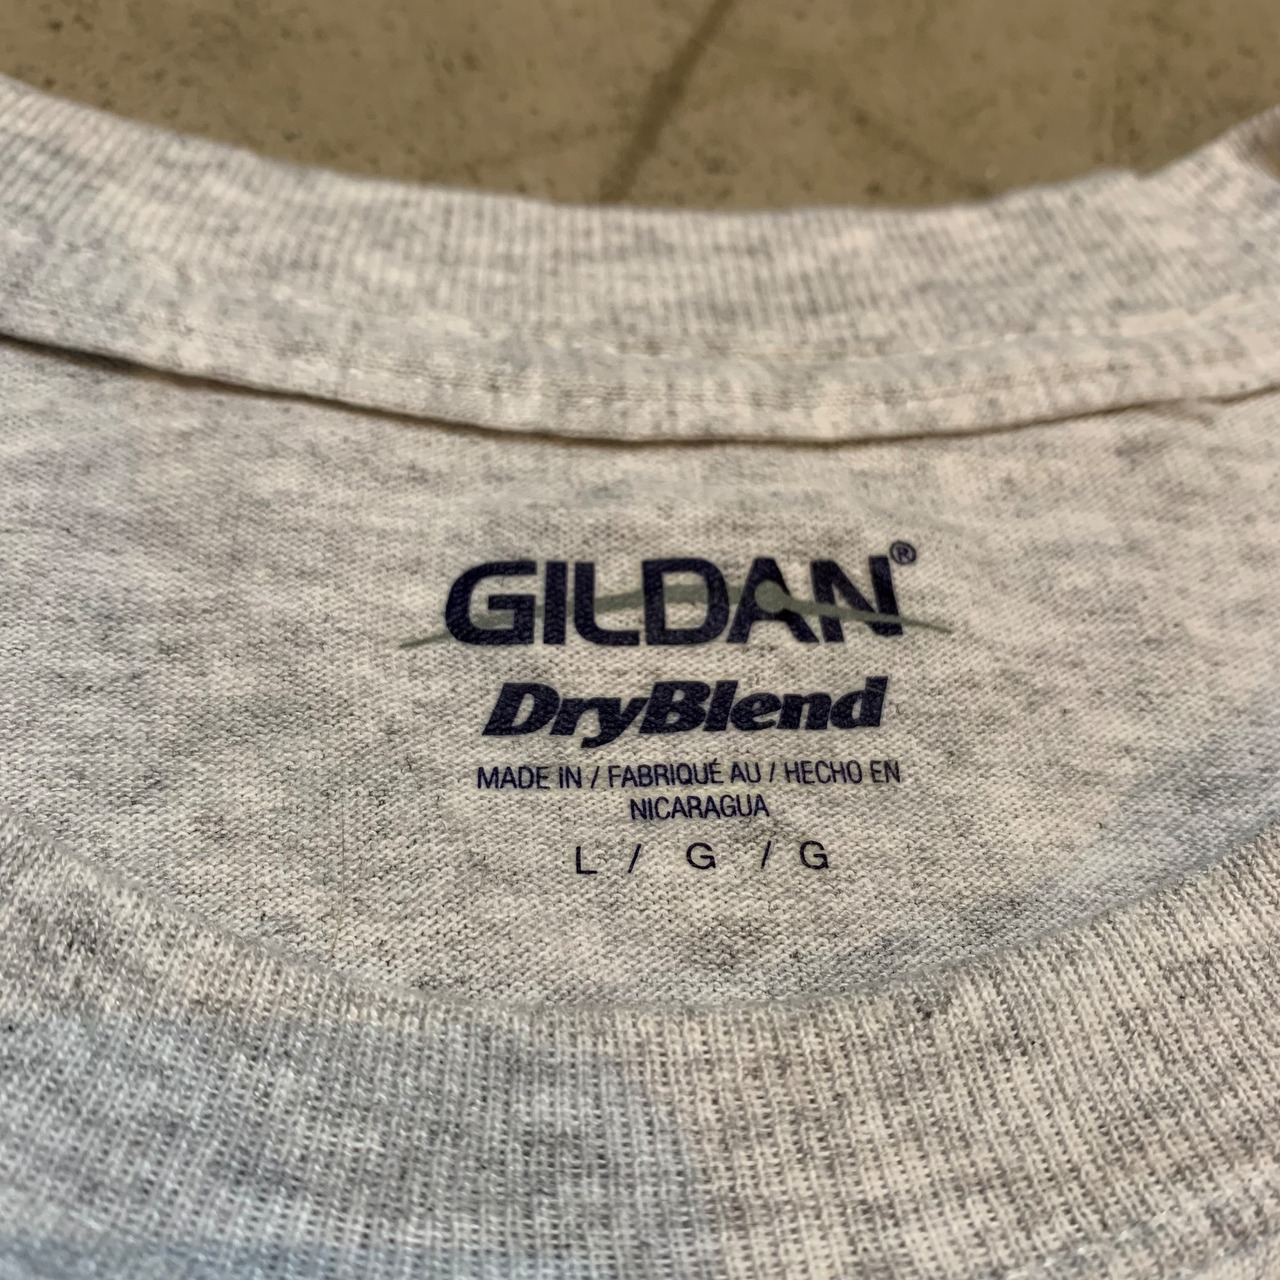 GILDAN®
DryBlend
MADE IN / FABRIQUÉ AU / HECHO EN
NICARAGUA
L / G / G